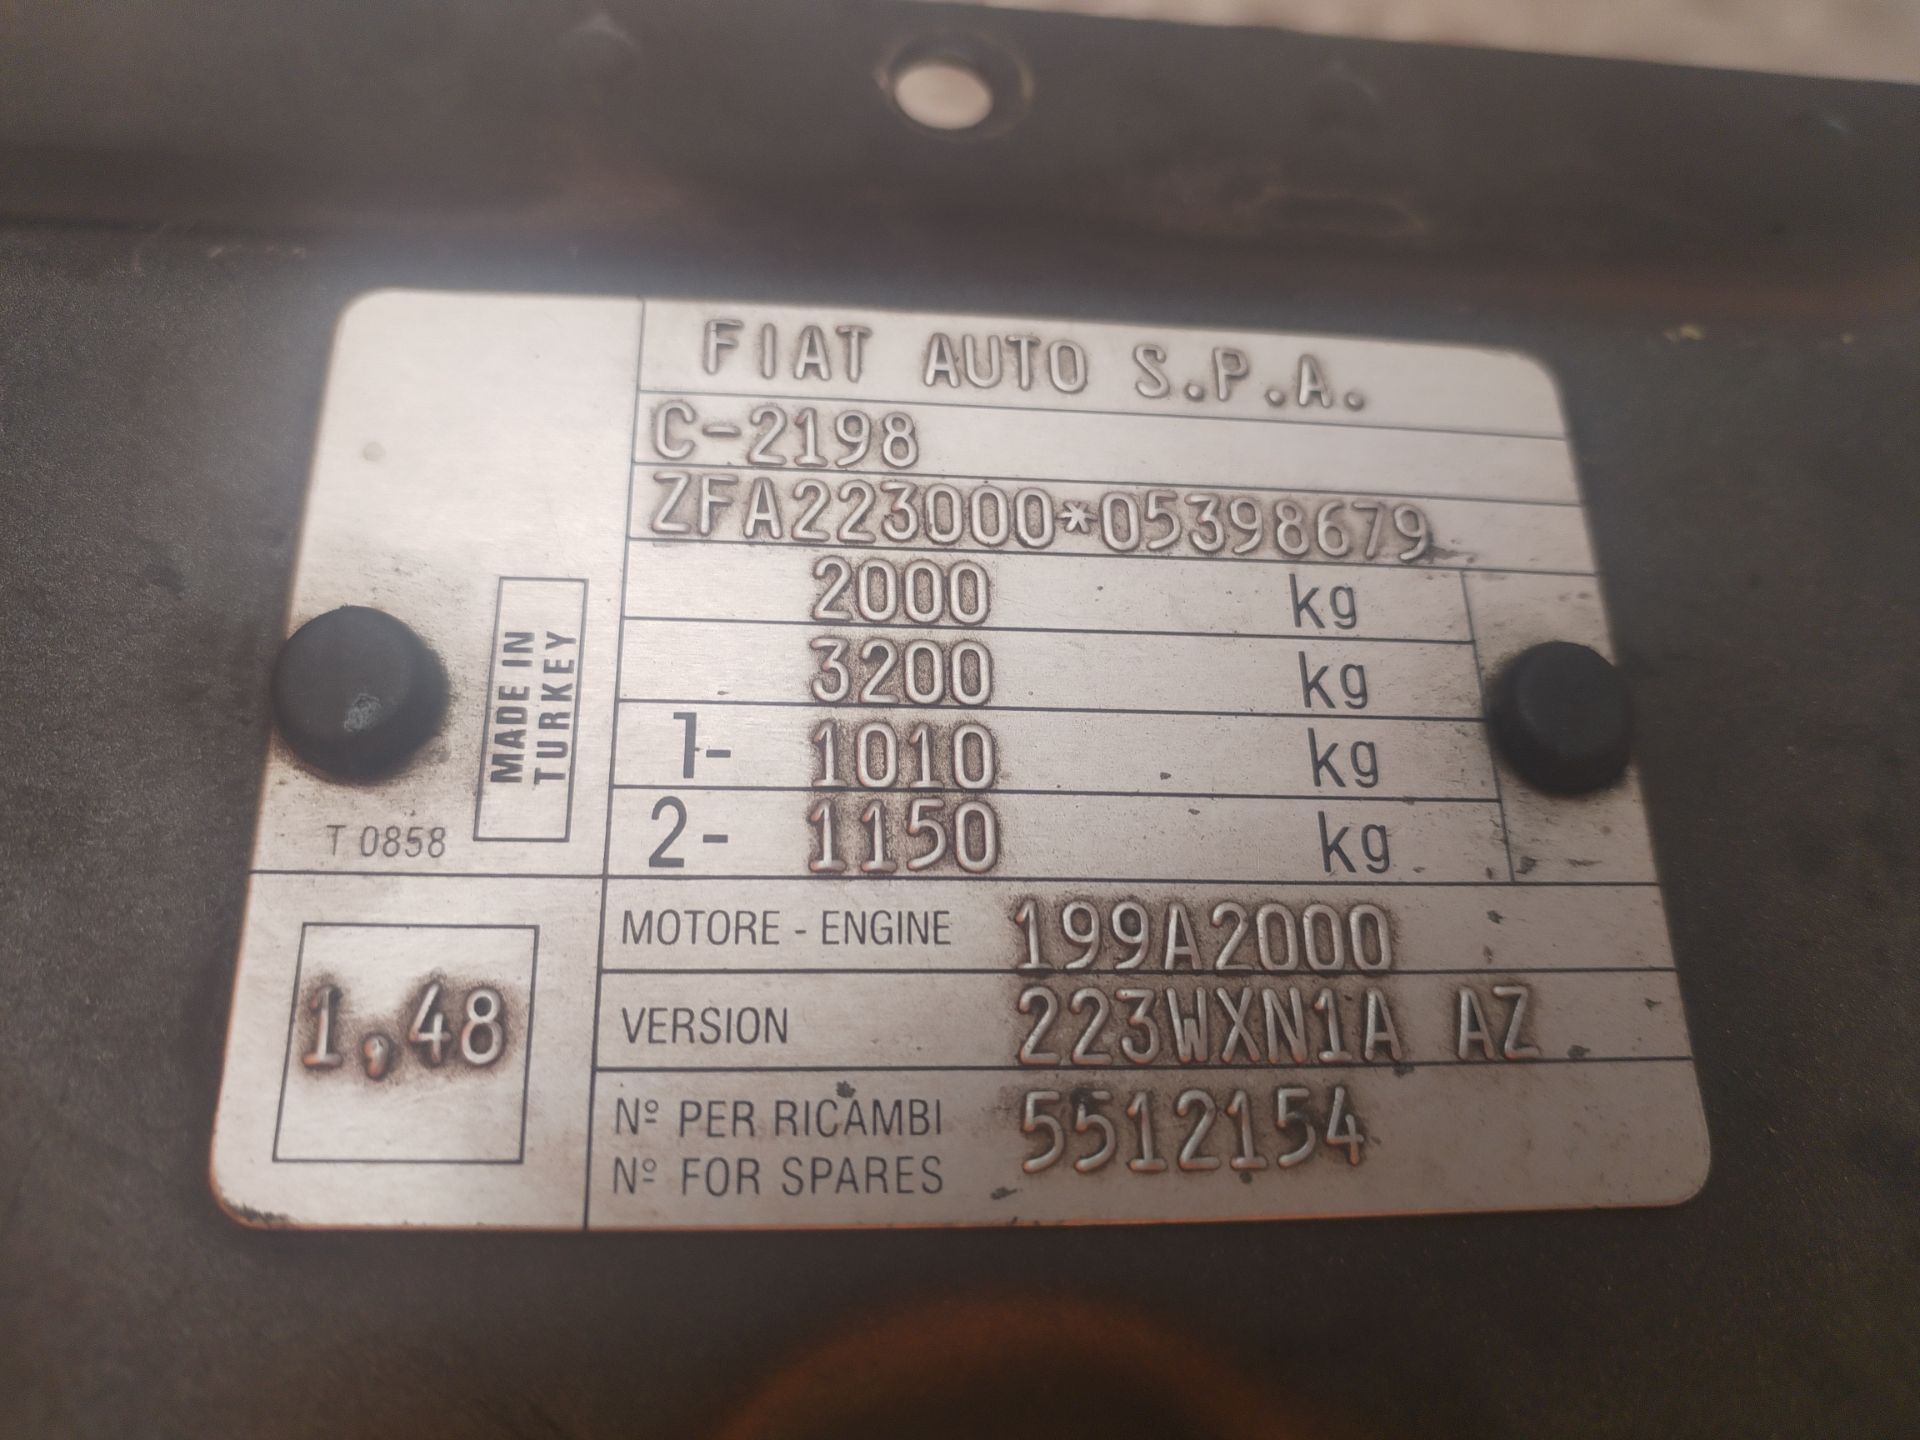 FIAT AUTO S.P.A.
C-2198
ZFA223000*05398679
2000 kg
3200 kg
1- 1010 kg
2- 1150 kg
MADE IN
TURKEY
T 0858
1,48
MOTORE - ENGINE 199A2000
VERSION 223WXN1A AZ
Nº PER RICAMBI 5512154
Nº FOR SPARES